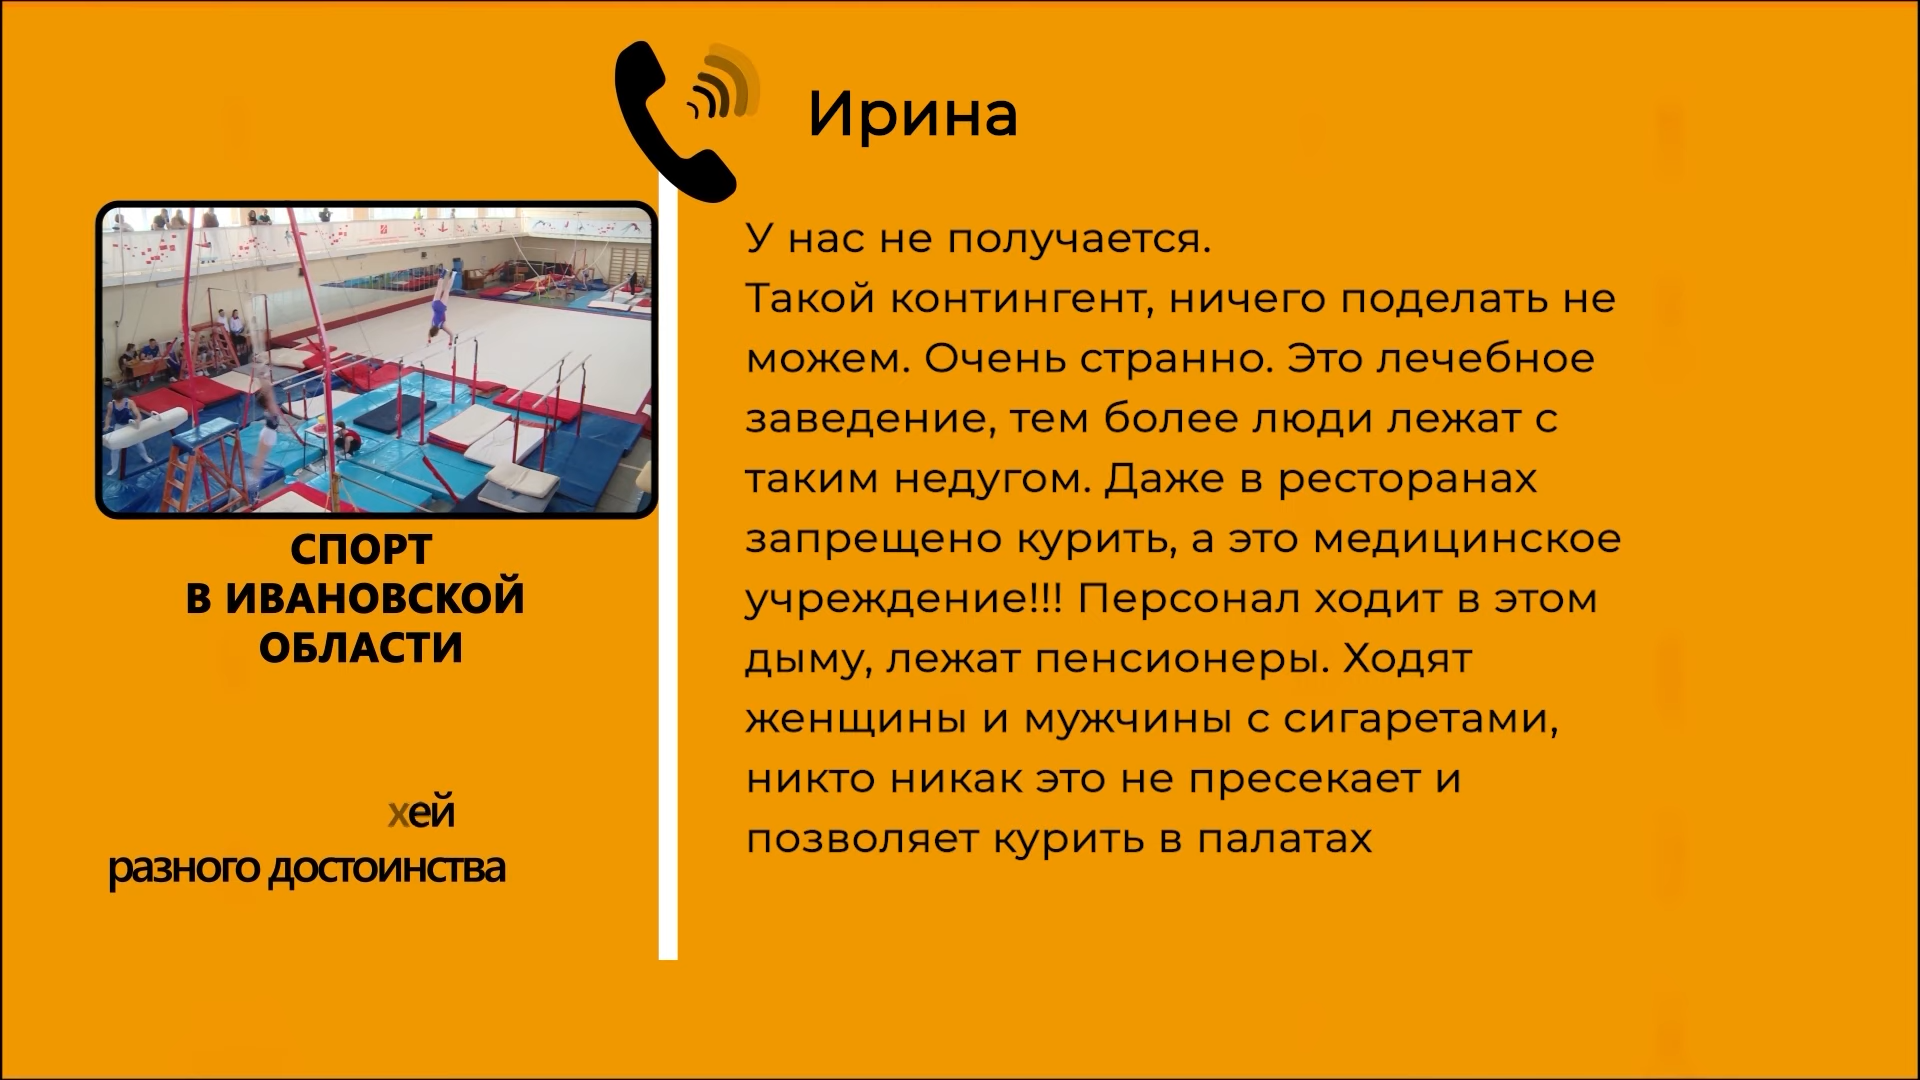 Ирина
У нас не получается.
Такой контингент, ничего поделать не
можем. Очень странно. Это лечебное
заведение, тем более люди лежат с
таким недугом. Даже в ресторанах
запрещено курить, а это медицинское
учреждение!!! Персонал ходит в этом
дыму, лежат пенсионеры. Ходят
женщины и мужчины с сигаретами,
никто никак это не пресекает и
позволяет курить в палатах
СПОРТ
В ИВАНОВСКОЙ
ОБЛАСТИ
хей
разного достоинства